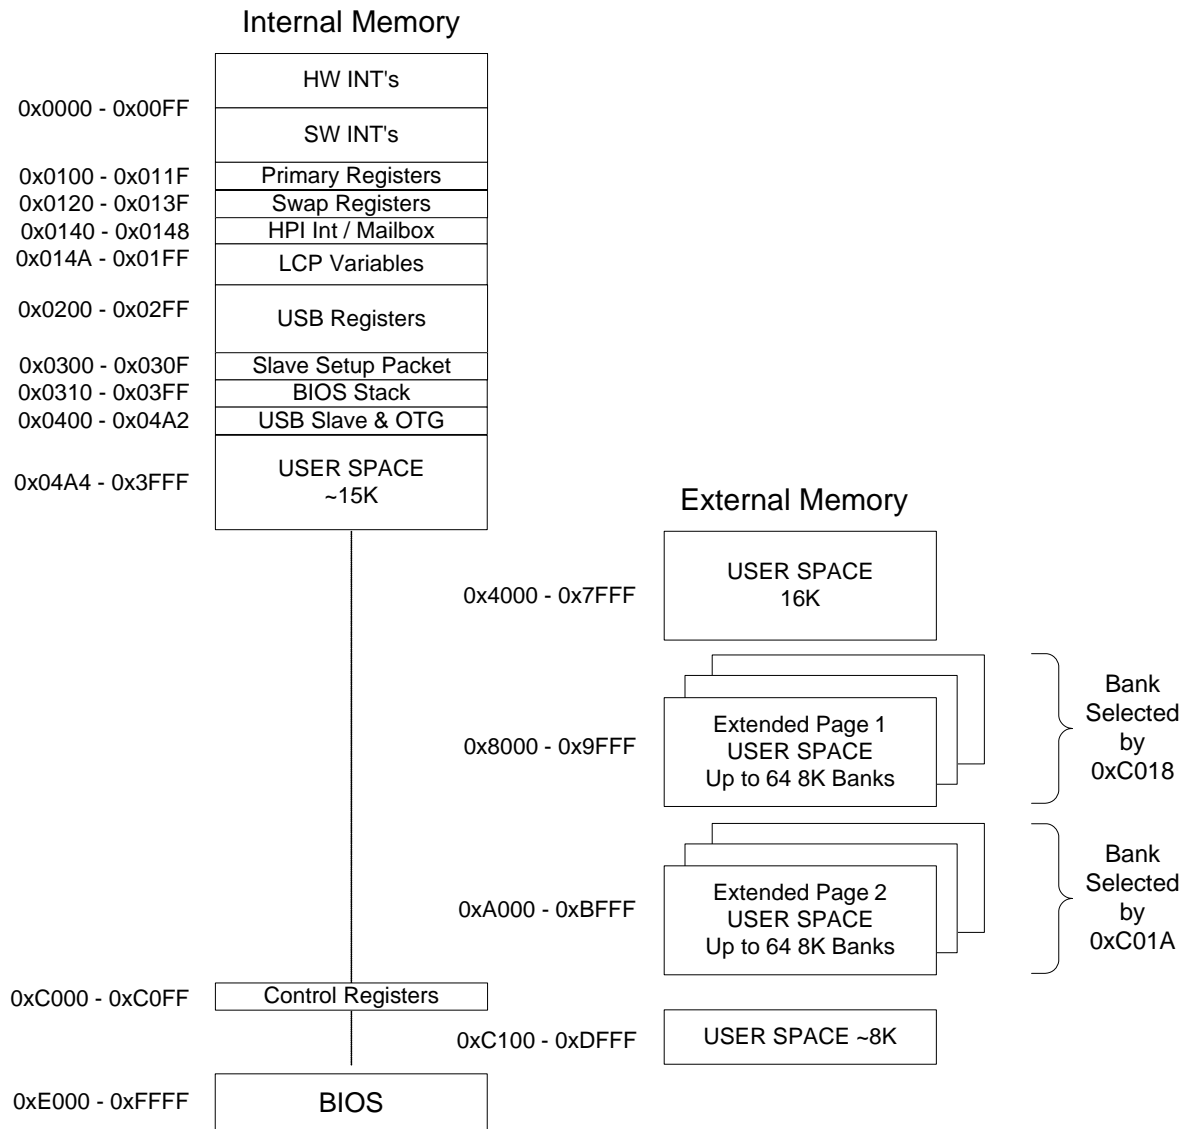 Internal Memory
HW INT's
0x0000 - 0x00FF
SW INT's
0x0100 - 0x011F
Primary Registers
0x0120 - 0x013F
Swap Registers
0x0140 - 0x0148
HPI Int / Mailbox
0x014A - 0x01FF
LCP Variables
0x0200 - 0x02FF
USB Registers
0x0300 - 0x030F
Slave Setup Packet
0x0310 - 0x03FF
BIOS Stack
0x0400 - 0x04A2
USB Slave & OTG
0x04A4 - 0x3FFF
USER SPACE
~15K
External Memory
0x4000 - 0x7FFF
USER SPACE
16K
0x8000 - 0x9FFF
Extended Page 1
USER SPACE
Up to 64 8K Banks
Bank
Selected
by
0xC018
0xA000 - 0xBFFF
Extended Page 2
USER SPACE
Up to 64 8K Banks
Bank
Selected
by
0xC01A
0xC000 - 0xC0FF
Control Registers
0xC100 - 0xDFFF
USER SPACE ~8K
0xE000 - 0xFFFF
BIOS